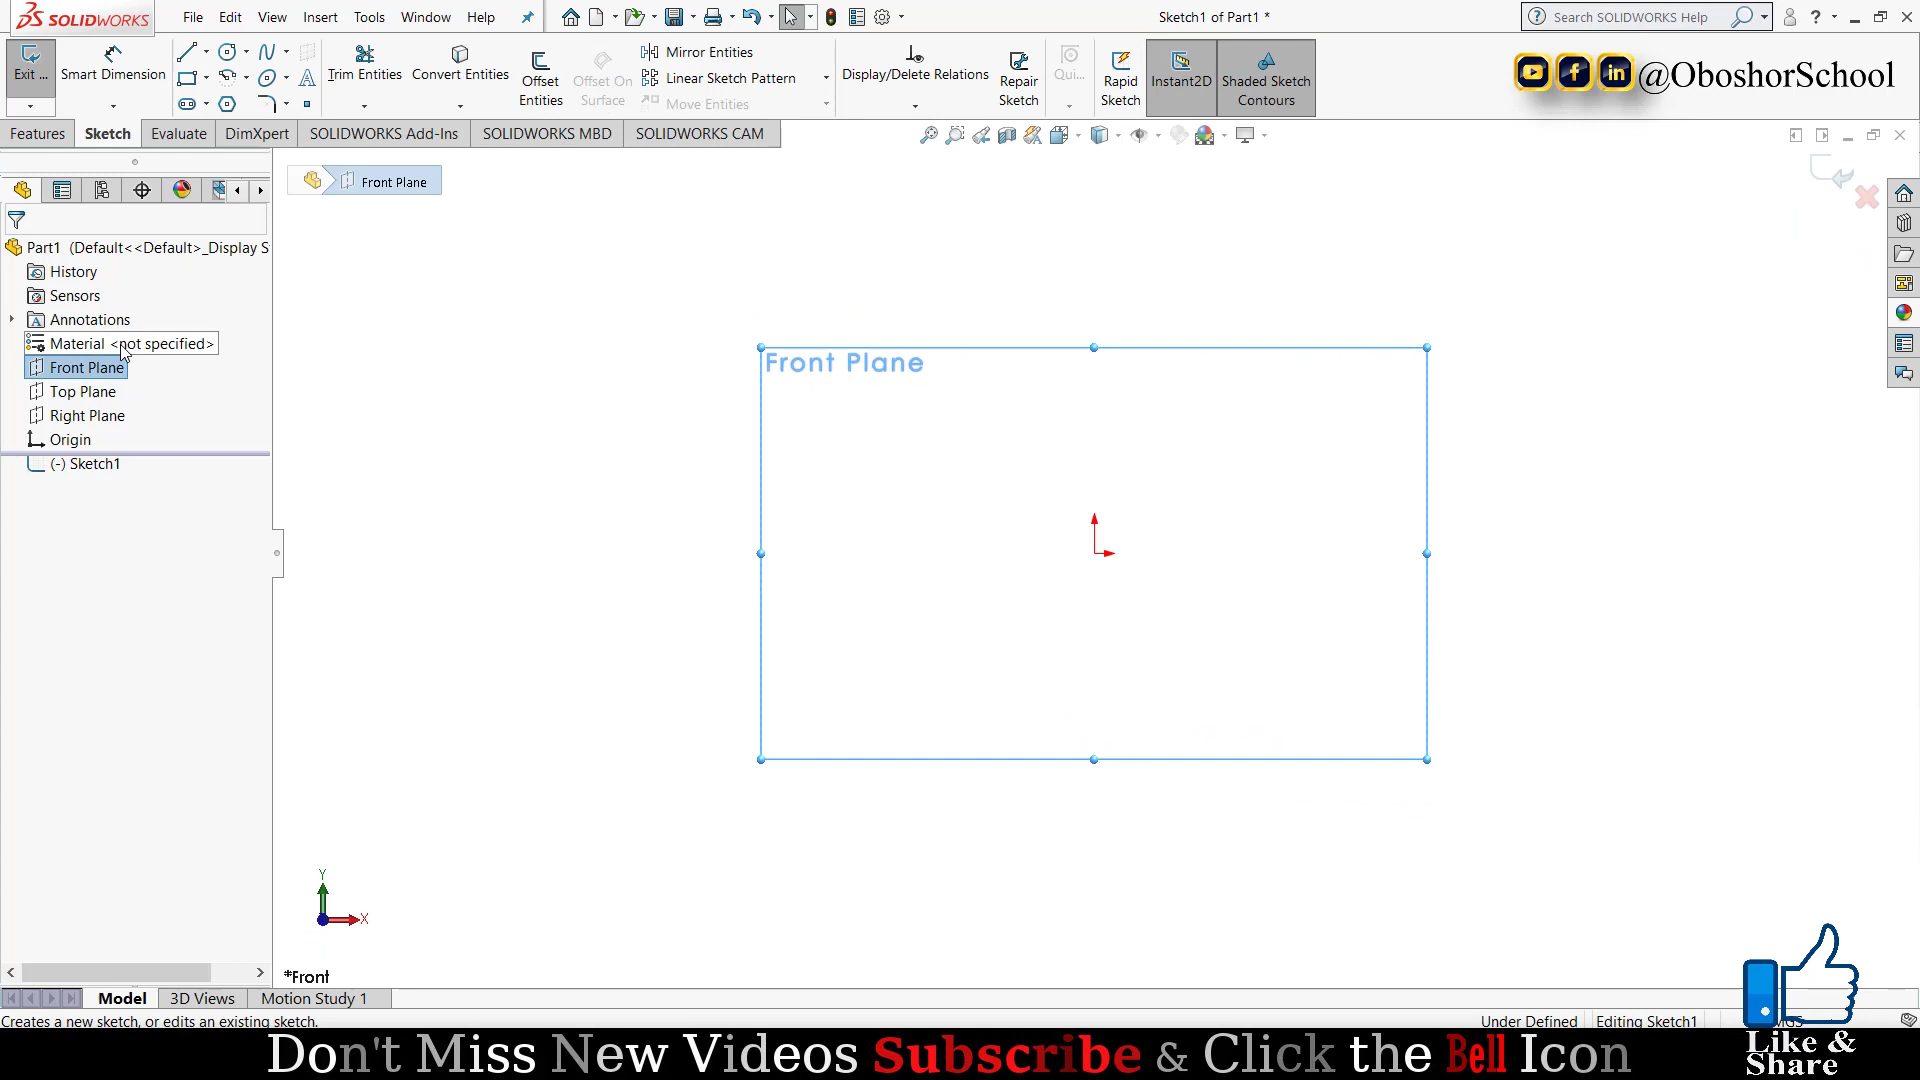 SOLIDWORKS
File Edit View Insert Tools Window Help
Sketch1 of Part1 *
Search SOLIDWORKS Help
Exit ...
Smart Dimension
Trim Entities
Convert Entities
Offset Entities
Offset On Surface
Mirror Entities
Linear Sketch Pattern
Move Entities
Display/Delete Relations
Repair Sketch
Qui...
Rapid Sketch
Instant2D
Shaded Sketch Contours
@OboshorSchool
Features Sketch Evaluate DimXpert SOLIDWORKS Add-Ins SOLIDWORKS MBD SOLIDWORKS CAM
Front Plane
Part1 (Default<<Default>_Display S
History
Sensors
Annotations
Material <not specified>
Front Plane
Top Plane
Right Plane
Origin
(-) Sketch1
Front Plane
Y
X
*Front
Model 3D Views Motion Study 1
Creates a new sketch, or edits an existing sketch.
Under Defined Editing Sketch1
Don't Miss New Videos Subscribe & Click the Bell Icon
Like &
Share